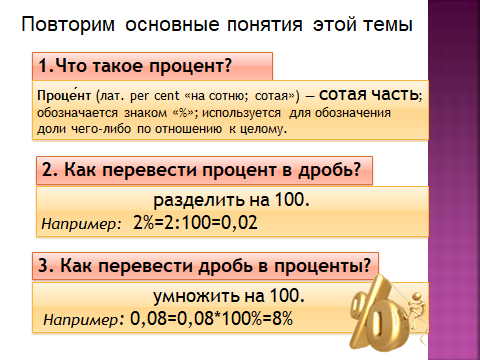 Повторим основные понятия этой темы
1.Что такое процент?
Проце́нт (лат. per cent «на сотню; сотая») — сотая часть;
обозначается знаком «%»; используется для обозначения
доли чего-либо по отношению к целому.
2. Как перевести процент в дробь?
разделить на 100.
Например: 2%=2:100=0,02
3. Как перевести дробь в проценты?
умножить на 100.
Например: 0,08=0,08*100%=8%
%